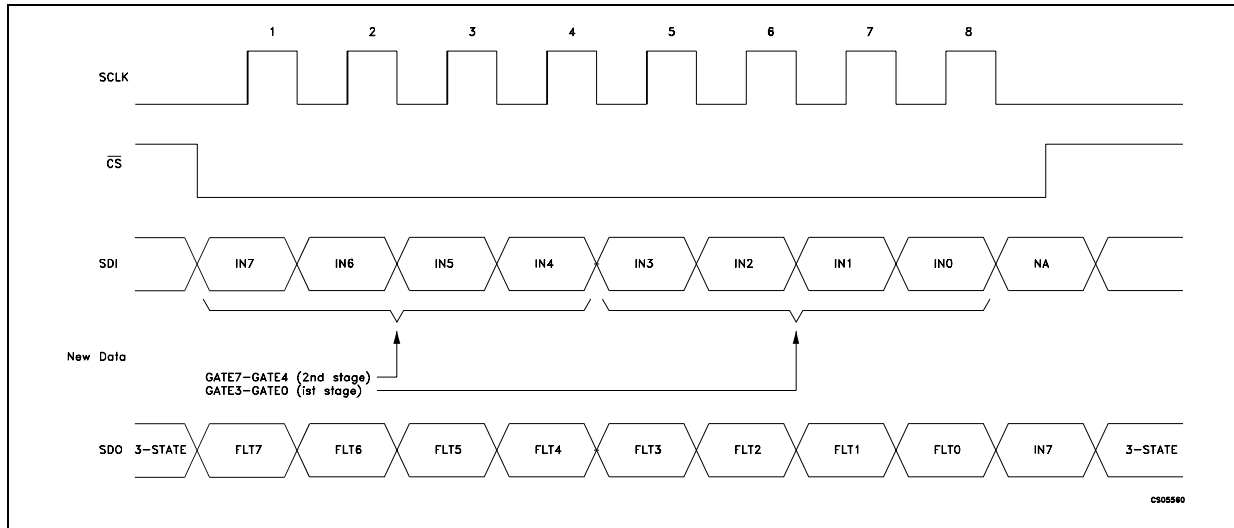 1 2 3 4 5 6 7 8
SCLK
CS
SDI IN7 IN6 IN5 IN4 IN3 IN2 IN1 IN0 NA
New Data
GATE7-GATE4 (2nd stage)
GATE3-GATE0 (ist stage)
SDO 3-STATE FLT7 FLT6 FLT5 FLT4 FLT3 FLT2 FLT1 FLT0 IN7 3-STATE
CS05560